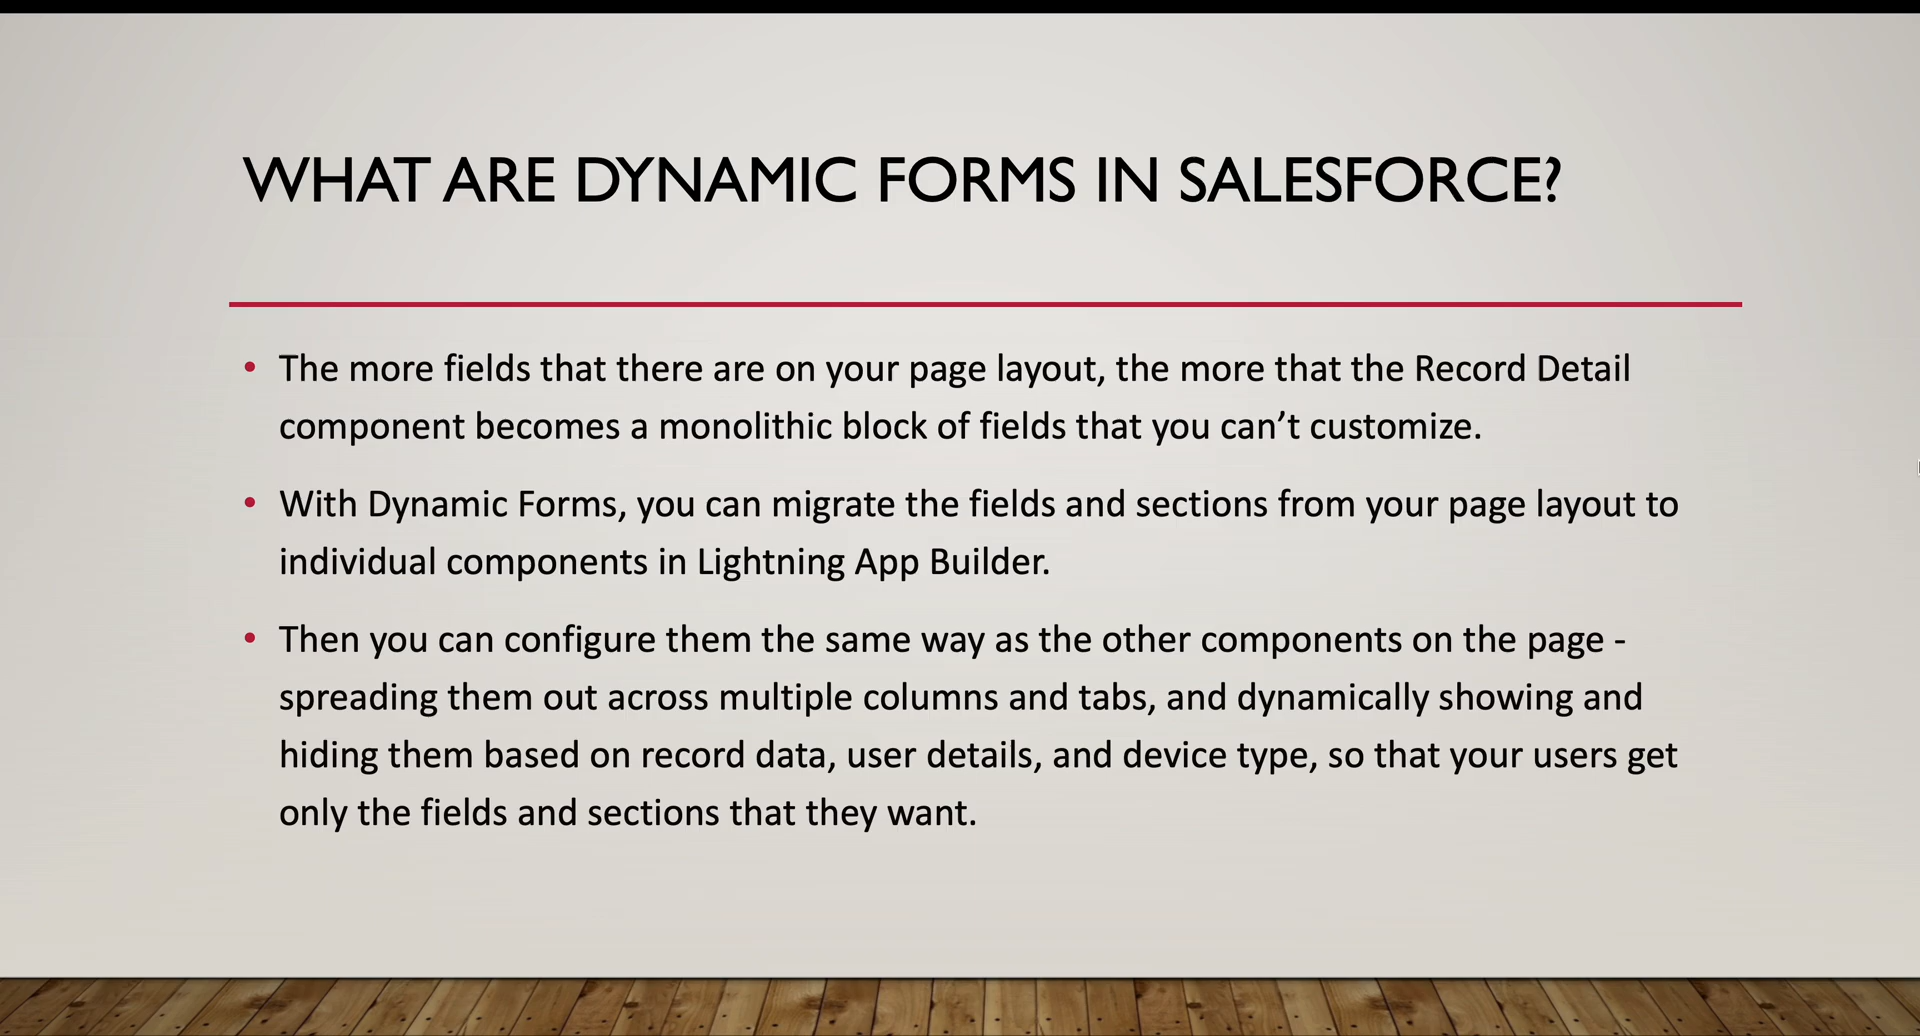 WHAT ARE DYNAMIC FORMS IN SALESFORCE?
• The more fields that there are on your page layout, the more that the Record Detail
component becomes a monolithic block of fields that you can’t customize.
• With Dynamic Forms, you can migrate the fields and sections from your page layout to
individual components in Lightning App Builder.
• Then you can configure them the same way as the other components on the page -
spreading them out across multiple columns and tabs, and dynamically showing and
hiding them based on record data, user details, and device type, so that your users get
only the fields and sections that they want.